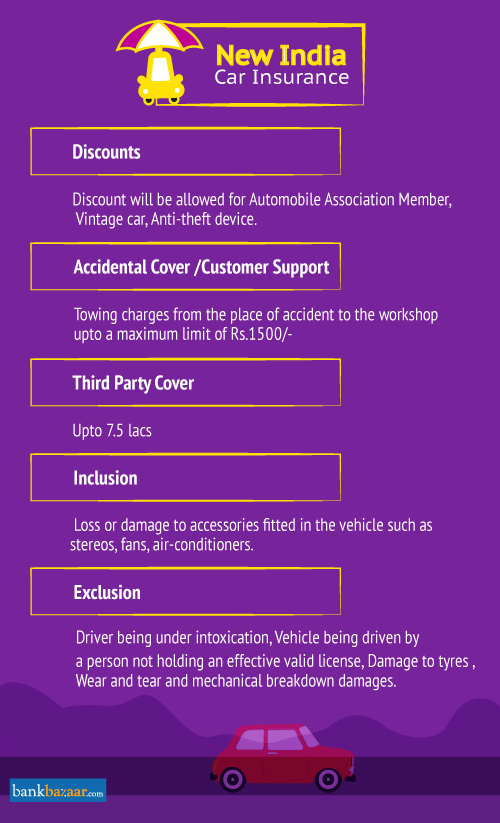 New India
Car Insurance
Discounts
Discount will be allowed for Automobile Association Member,
Vintage car, Anti-theft device.
Accidental Cover /Customer Support
Towing charges from the place of accident to the workshop
upto a maximum limit of Rs.1500/-
Third Party Cover
Upto 7.5 lacs
Inclusion
Loss or damage to accessories fitted in the vehicle such as
stereos, fans, air-conditioners.
Exclusion
Driver being under intoxication, Vehicle being driven by
a person not holding an effective valid license, Damage to tyres ,
Wear and tear and mechanical breakdown damages.
bankbazaar.com